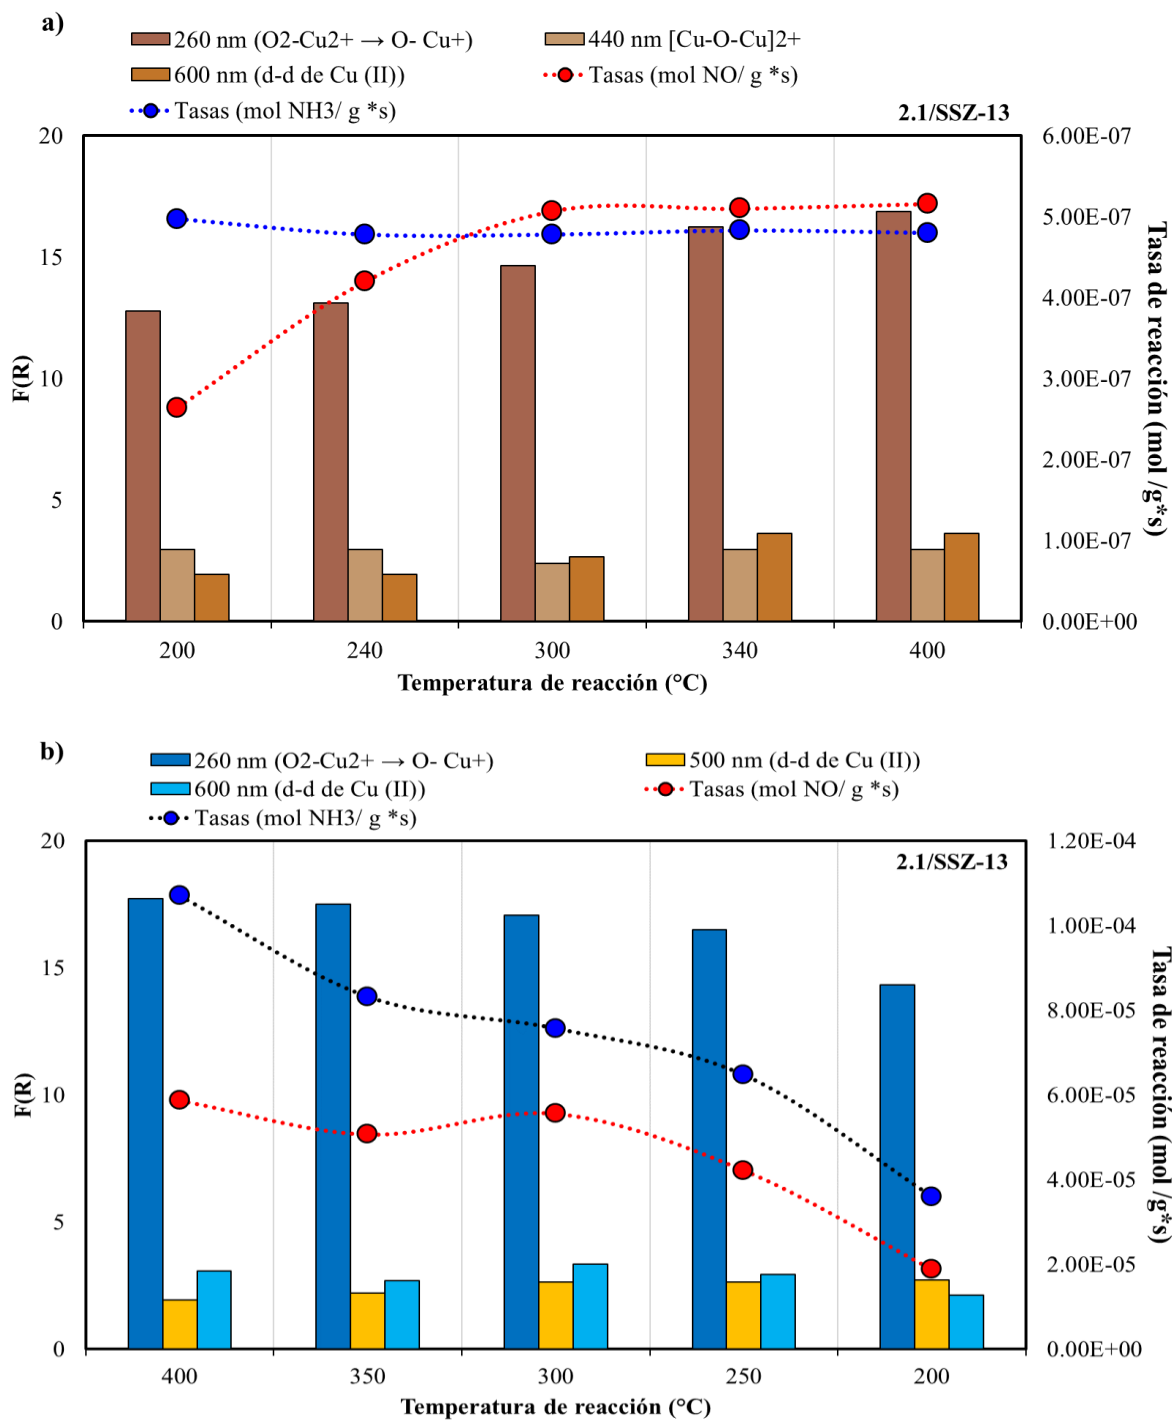 a)
260 nm (O2-Cu2+ → O- Cu+)
440 nm [Cu-O-Cu]2+
600 nm (d-d de Cu (II))
Tasas (mol NO/ g *s)
Tasas (mol NH3/ g *s)
2.1/SSZ-13
20
15
10
5
0
F(R)
6.00E-07
5.00E-07
4.00E-07
3.00E-07
2.00E-07
1.00E-07
0.00E+00
Tasa de reacción (mol /g*s)
200 240 300 340 400
Temperatura de reacción (°C)
b)
260 nm (O2-Cu2+ → O- Cu+)
500 nm (d-d de Cu (II))
600 nm (d-d de Cu (II))
Tasas (mol NO/ g *s)
Tasas (mol NH3/ g *s)
2.1/SSZ-13
20
15
10
5
0
F(R)
1.20E-04
1.00E-04
8.00E-05
6.00E-05
4.00E-05
2.00E-05
0.00E+00
Tasa de reacción (mol /g*s)
400 350 300 250 200
Temperatura de reacción (°C)